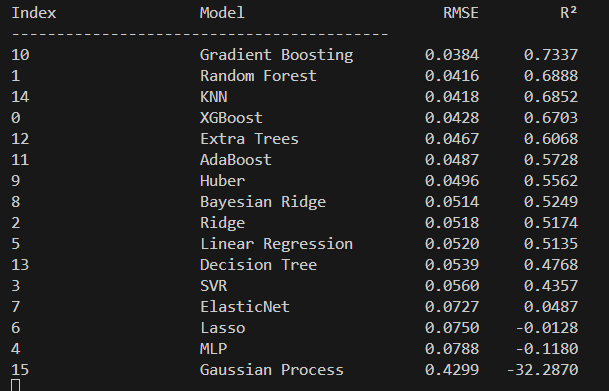 Index Model RMSE R²
------------------------------------------
10 Gradient Boosting 0.0384 0.7337
1 Random Forest 0.0416 0.6888
14 KNN 0.0418 0.6852
0 XGBoost 0.0428 0.6703
12 Extra Trees 0.0467 0.6068
11 AdaBoost 0.0487 0.5728
9 Huber 0.0496 0.5562
8 Bayesian Ridge 0.0514 0.5249
2 Ridge 0.0518 0.5174
5 Linear Regression 0.0520 0.5135
13 Decision Tree 0.0539 0.4768
3 SVR 0.0560 0.4357
7 ElasticNet 0.0727 0.0487
6 Lasso 0.0750 -0.0128
4 MLP 0.0788 -0.1180
15 Gaussian Process 0.4299 -32.2870